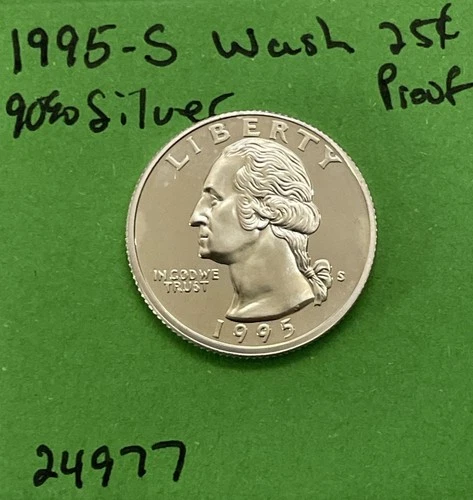 1995-S Wash 25¢
90% Silver Proof
LIBERTY
IN GOD WE
TRUST
S
1995
24977